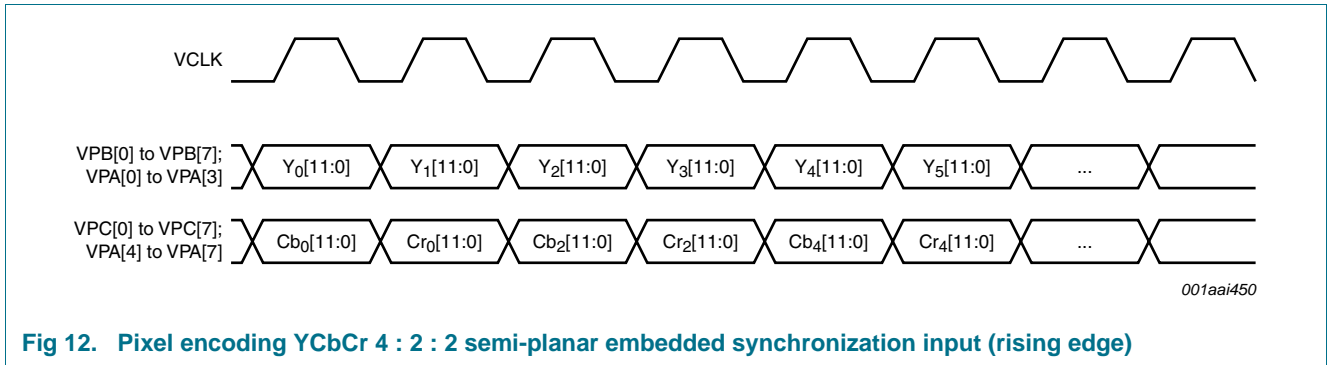 VCLK
VPB[0] to VPB[7];
VPA[0] to VPA[3]
Y0[11:0] Y1[11:0] Y2[11:0] Y3[11:0] Y4[11:0] Y5[11:0] ...
VPC[0] to VPC[7];
VPA[4] to VPA[7]
Cb0[11:0] Cr0[11:0] Cb2[11:0] Cr2[11:0] Cb4[11:0] Cr4[11:0] ...
001aai450
Fig 12. Pixel encoding YCbCr 4 : 2 : 2 semi-planar embedded synchronization input (rising edge)